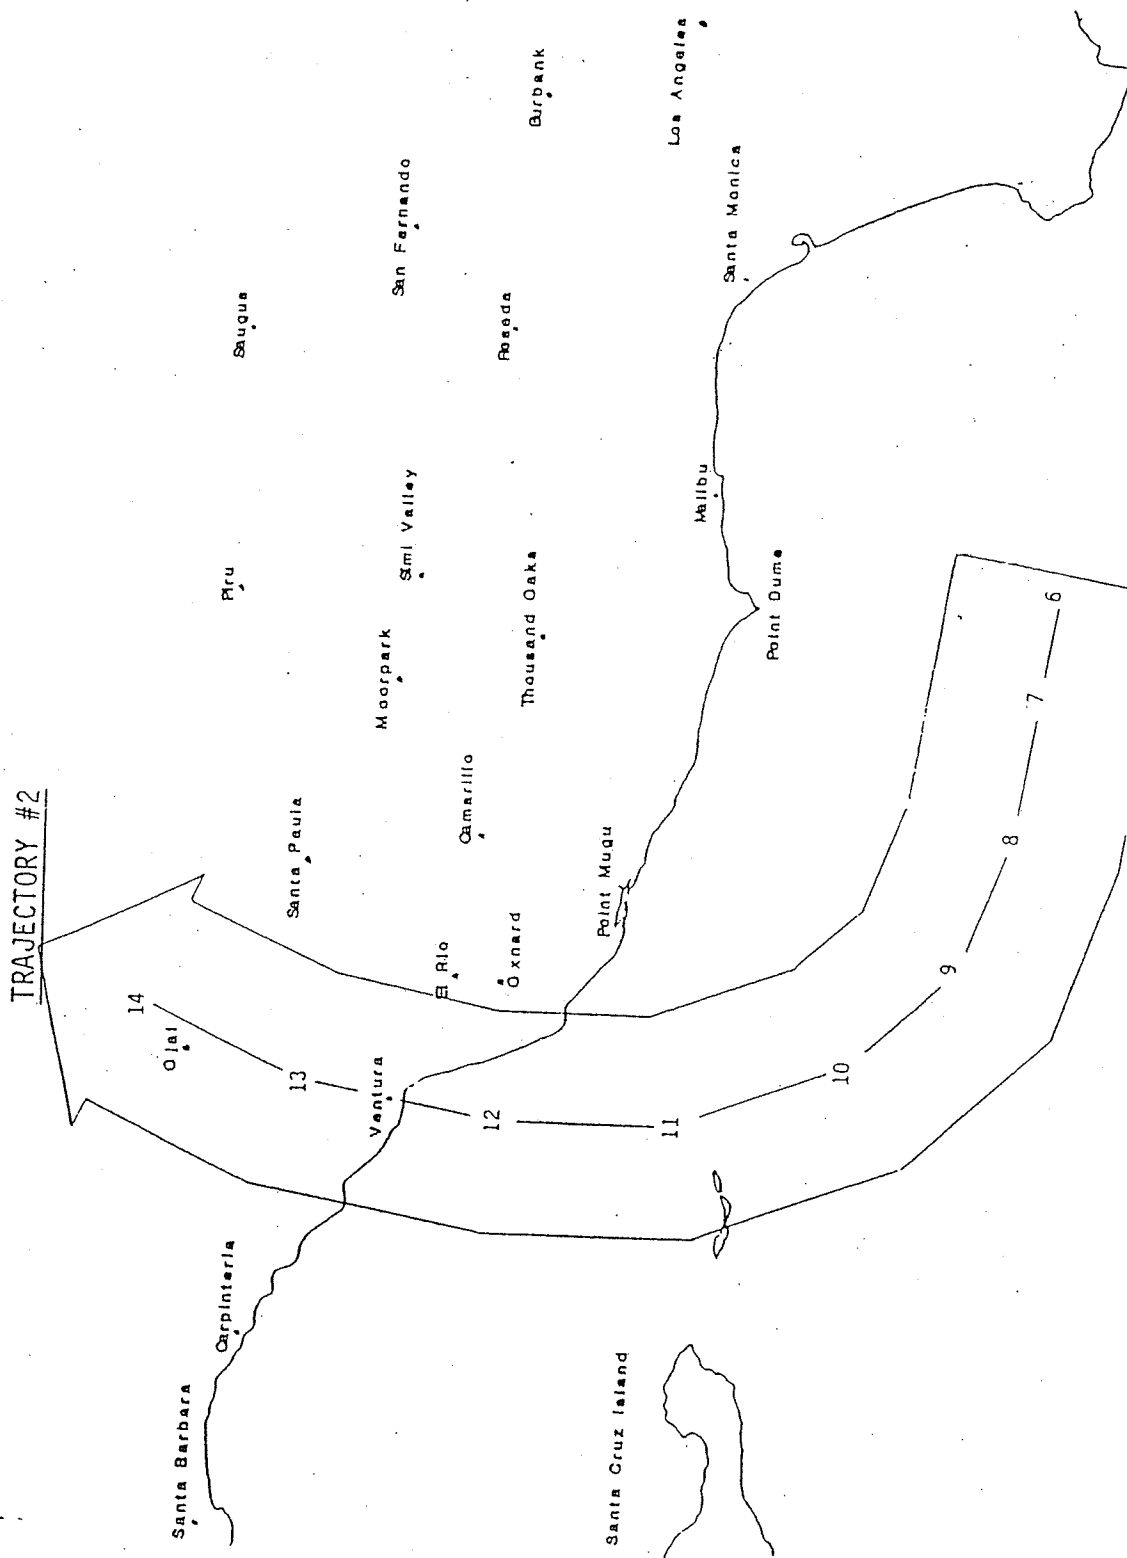 TRAJECTORY #2
Santa Barbara
Carpinteria
Ojai
14
13
Ventura
12
11
10
9
8
7
6
Santa Paula
El Rio
Oxnard
Camarillo
Point Mugu
Moorpark
Piru
Simi Valley
Thousand Oaks
Point Dume
Malibu
Saugus
San Fernando
Reseda
Burbank
Santa Monica
Los Angeles
Santa Cruz Island